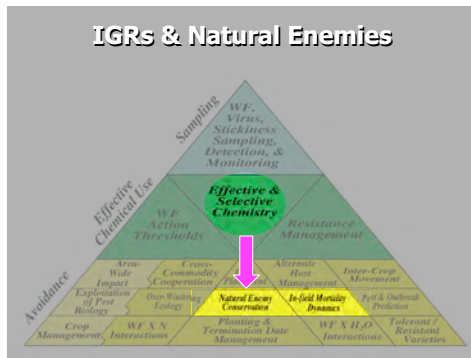 IGRs & Natural Enemies
Sampling
WF,
Virus,
Stickiness
Sampling,
Detection, &
Monitoring
Effective
Chemical Use
Effective &
Selective
Chemistry
WF
Action
Thresholds
Resistance
Management
Avoidance
Area-
Wide
Impact
Cross-
Commodity
Cooperation
Alternate
Host
Management
Inter-Crop
Movement
Exploitation
of Pest
Biology
Over-Wintering
Ecology
Natural Enemy
Conservation
In-field Mortality
Dynamics
Pest & Outbreak
Prediction
Crop
Management
WF X N
Interactions
Planting &
Termination Date
Management
WF X H2O
Interactions
Tolerant /
Resistant
Varieties